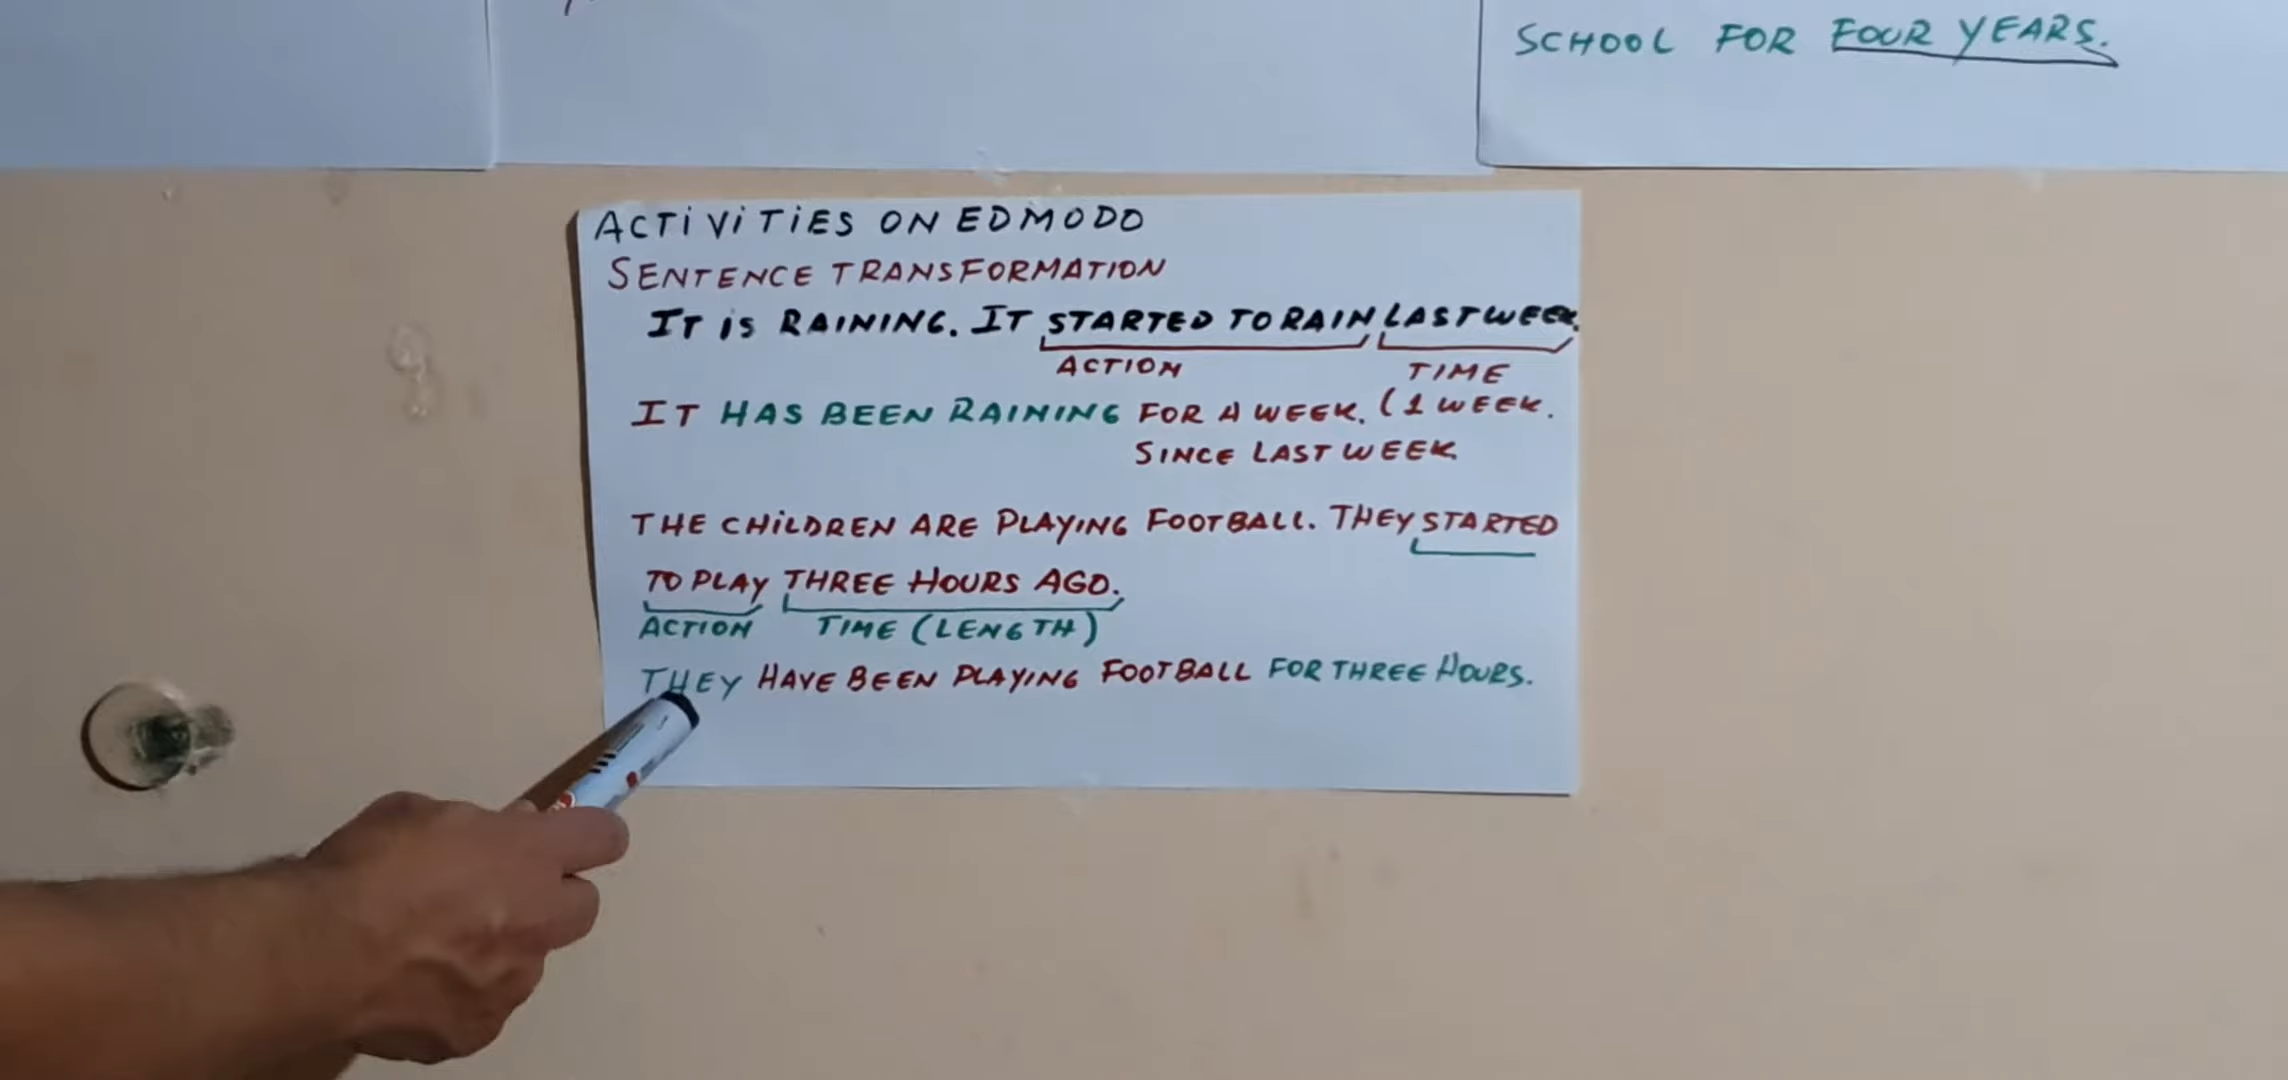 SCHOOL FOR FOUR YEARS.
ACTIVITIES ON EDMODO
SENTENCE TRANSFORMATION
IT IS RAINING. IT STARTED TO RAIN LAST WEEK.
ACTION TIME
IT HAS BEEN RAINING FOR A WEEK. (1 WEEK.
SINCE LAST WEEK.
THE CHILDREN ARE PLAYING FOOTBALL. THEY STARTED
TO PLAY THREE HOURS AGO.
ACTION TIME (LENGTH)
THEY HAVE BEEN PLAYING FOOTBALL FOR THREE HOURS.